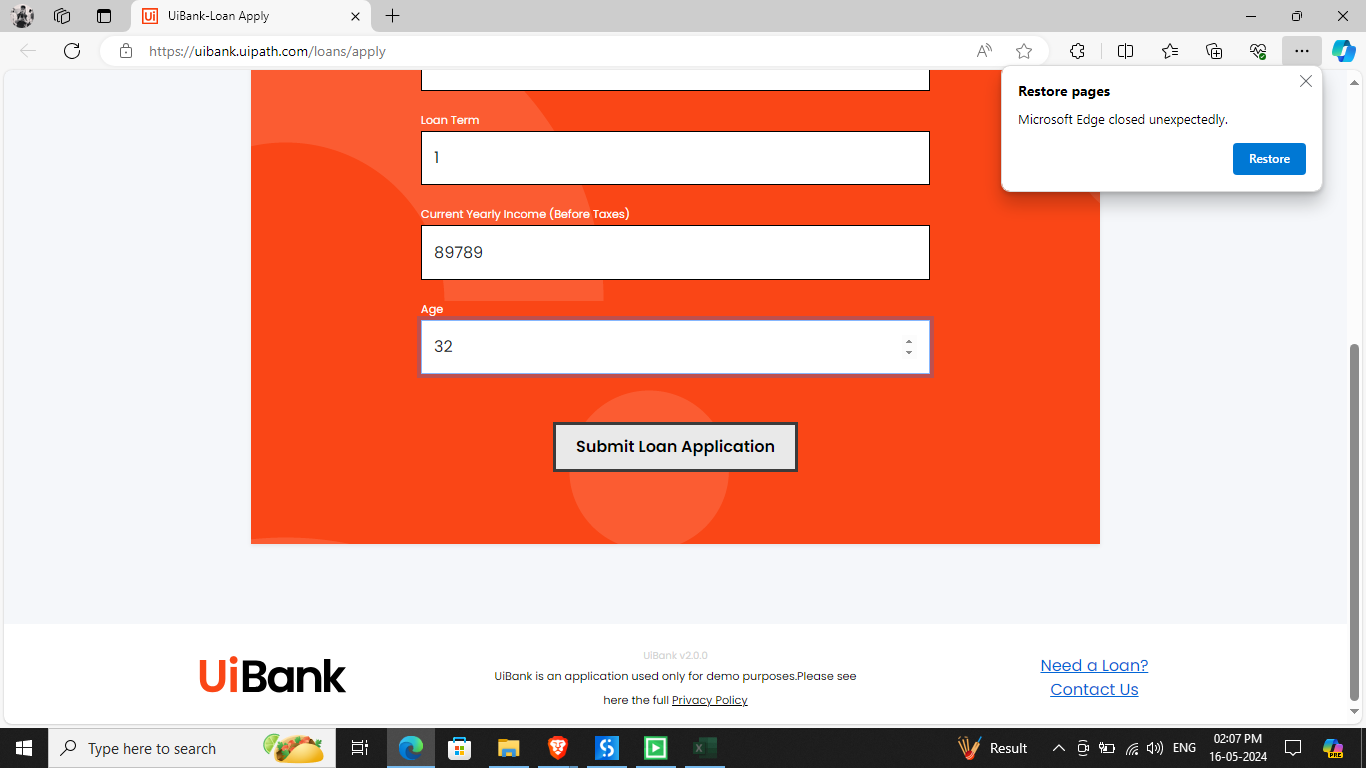 UiBank-Loan Apply
https://uibank.uipath.com/loans/apply
Restore pages
Microsoft Edge closed unexpectedly.
Restore
Loan Term
1
Current Yearly Income (Before Taxes)
89789
Age
32
Submit Loan Application
UiBank
UiBank v2.0.0
UiBank is an application used only for demo purposes.Please see
here the full Privacy Policy
Need a Loan?
Contact Us
Type here to search
Result
ENG
02:07 PM
16-05-2024